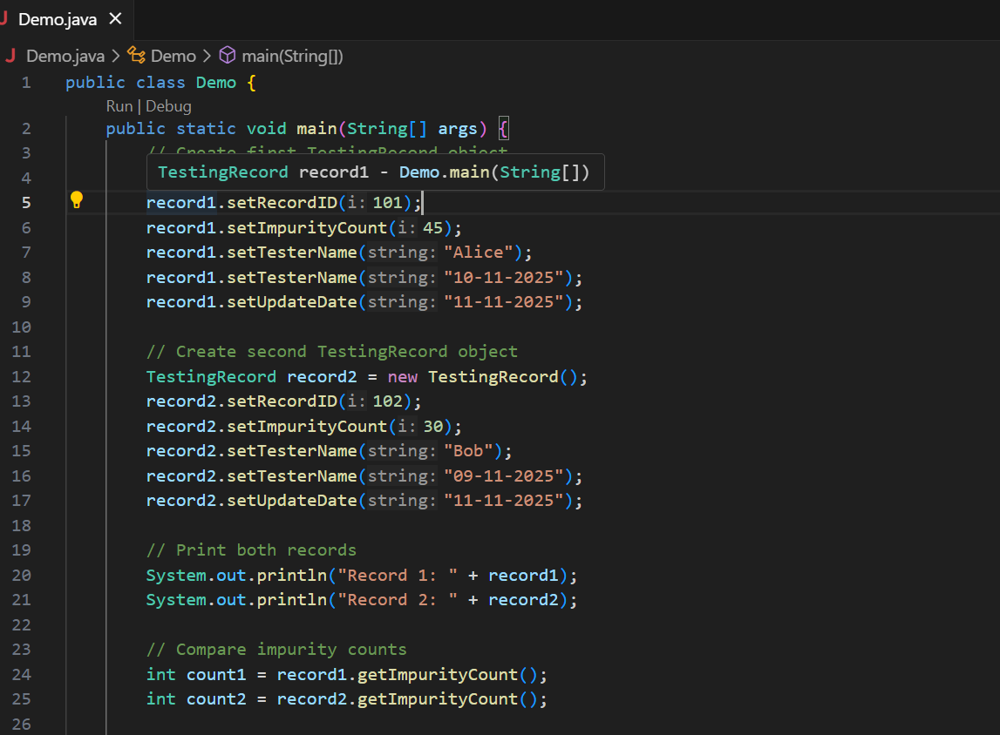 Demo.java
Demo.java > Demo > main(String[])
1 public class Demo {
Run | Debug
2 public static void main(String[] args) {
3 // Create first TestingRecord object
TestingRecord record1 - Demo.main(String[])
4
5 record1.setRecordID(i: 101);
6 record1.setImpurityCount(i: 45);
7 record1.setTesterName(string: "Alice");
8 record1.setTesterName(string: "10-11-2025");
9 record1.setUpdateDate(string: "11-11-2025");
10
11 // Create second TestingRecord object
12 TestingRecord record2 = new TestingRecord();
13 record2.setRecordID(i: 102);
14 record2.setImpurityCount(i: 30);
15 record2.setTesterName(string: "Bob");
16 record2.setTesterName(string: "09-11-2025");
17 record2.setUpdateDate(string: "11-11-2025");
18
19 // Print both records
20 System.out.println("Record 1: " + record1);
21 System.out.println("Record 2: " + record2);
22
23 // Compare impurity counts
24 int count1 = record1.getImpurityCount();
25 int count2 = record2.getImpurityCount();
26